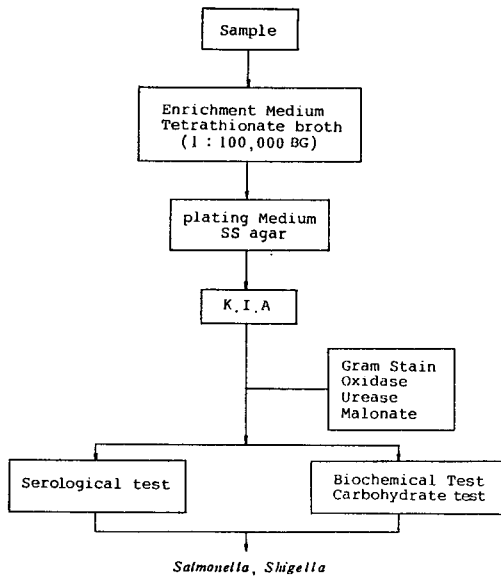 Sample
Enrichment Medium
Tetrathionate broth
(1 : 100,000 BG)
plating Medium
SS agar
K.I.A
Gram Stain
Oxidase
Urease
Malonate
Serological test
Biochemical Test
Carbohydrate test
Salmonella, Shigella